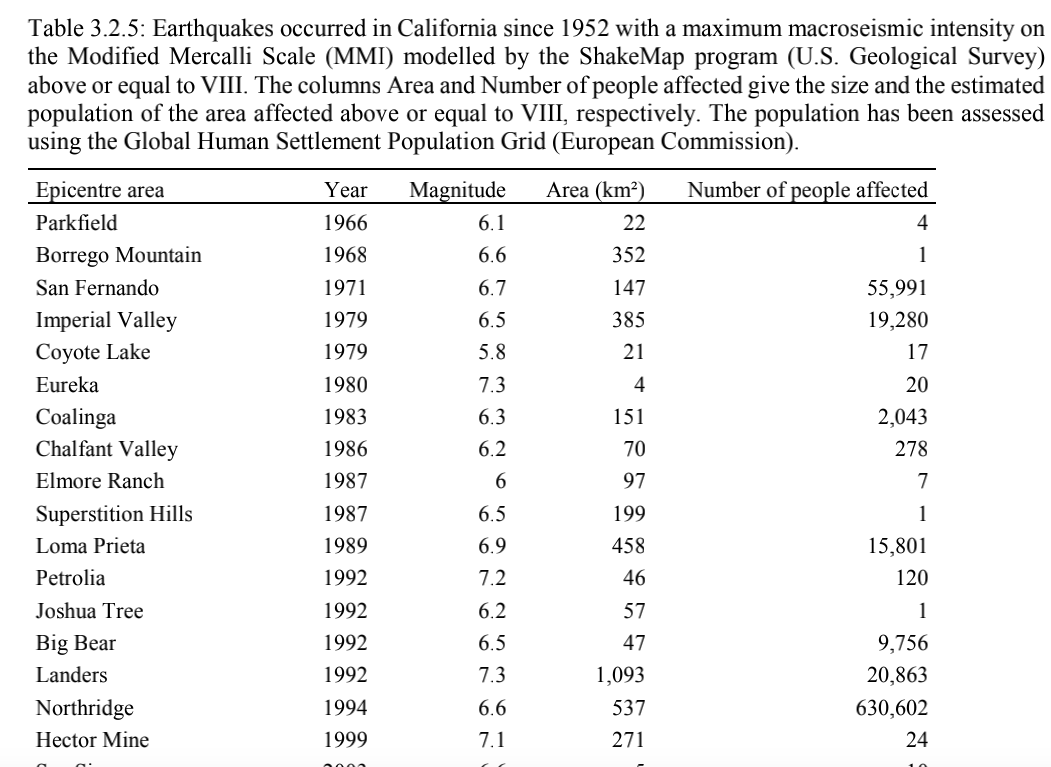 Table 3.2.5: Earthquakes occurred in California since 1952 with a maximum macroseismic intensity on
the Modified Mercalli Scale (MMI) modelled by the ShakeMap program (U.S. Geological Survey)
above or equal to VIII. The columns Area and Number of people affected give the size and the estimated
population of the area affected above or equal to VIII, respectively. The population has been assessed
using the Global Human Settlement Population Grid (European Commission).
Epicentre area Year Magnitude Area (km²) Number of people affected
Parkfield 1966 6.1 22 4
Borrego Mountain 1968 6.6 352 1
San Fernando 1971 6.7 147 55,991
Imperial Valley 1979 6.5 385 19,280
Coyote Lake 1979 5.8 21 17
Eureka 1980 7.3 4 20
Coalinga 1983 6.3 151 2,043
Chalfant Valley 1986 6.2 70 278
Elmore Ranch 1987 6 97 7
Superstition Hills 1987 6.5 199 1
Loma Prieta 1989 6.9 458 15,801
Petrolia 1992 7.2 46 120
Joshua Tree 1992 6.2 57 1
Big Bear 1992 6.5 47 9,756
Landers 1992 7.3 1,093 20,863
Northridge 1994 6.6 537 630,602
Hector Mine 1999 7.1 271 24